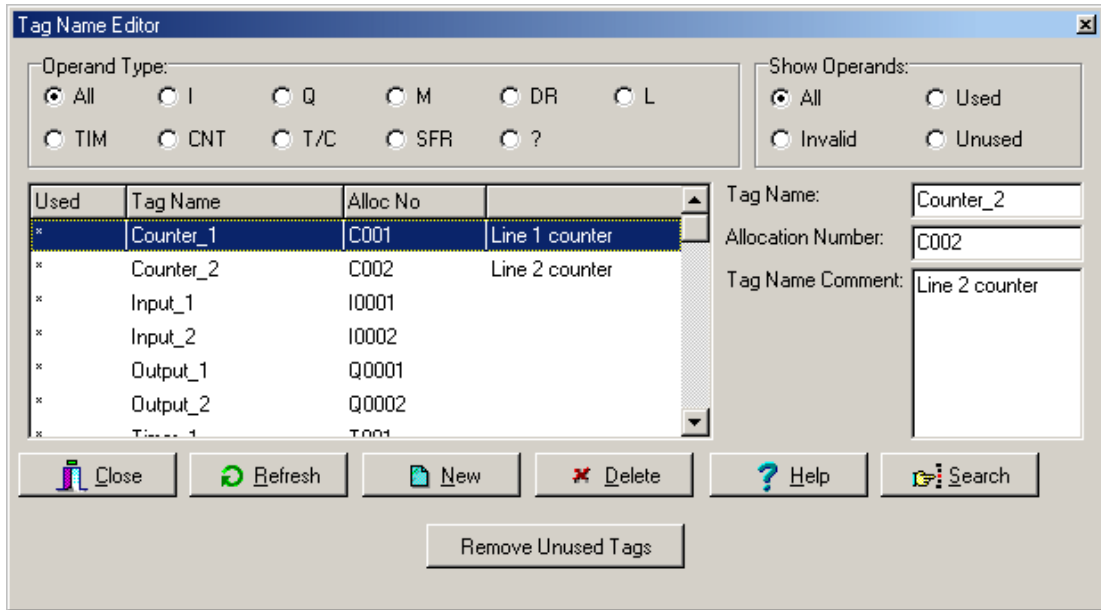 Tag Name Editor
Operand Type:
All I Q M DR L
TIM CNT T/C SFR ?
Show Operands:
All Used
Invalid Unused
Used Tag Name Alloc No
* Counter_1 C001 Line 1 counter
* Counter_2 C002 Line 2 counter
* Input_1 I0001
* Input_2 I0002
* Output_1 Q0001
* Output_2 Q0002
* Timer_1 T001
Tag Name: Counter_2
Allocation Number: C002
Tag Name Comment: Line 2 counter
Close Refresh New Delete ? Help Search
Remove Unused Tags